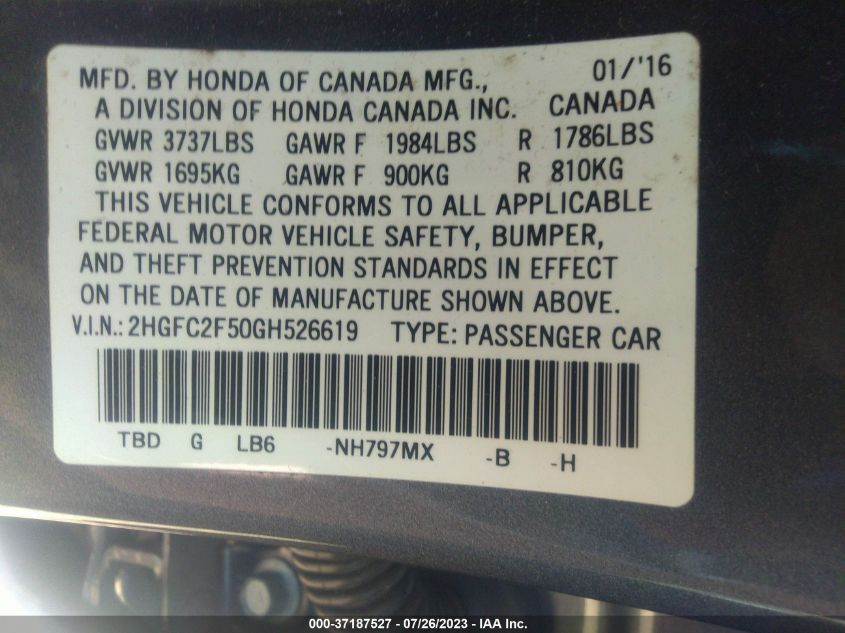 MFD. BY HONDA OF CANADA MFG., 01/'16
A DIVISION OF HONDA CANADA INC. CANADA
GVWR 3737LBS GAWR F 1984LBS R 1786LBS
GVWR 1695KG GAWR F 900KG R 810KG
THIS VEHICLE CONFORMS TO ALL APPLICABLE
FEDERAL MOTOR VEHICLE SAFETY, BUMPER,
AND THEFT PREVENTION STANDARDS IN EFFECT
ON THE DATE OF MANUFACTURE SHOWN ABOVE.
V.I.N.: 2HGFC2F50GH526619 TYPE: PASSENGER CAR
TBD G LB6 -NH797MX -B -H
000-37187527 - 07/26/2023 - IAA Inc.